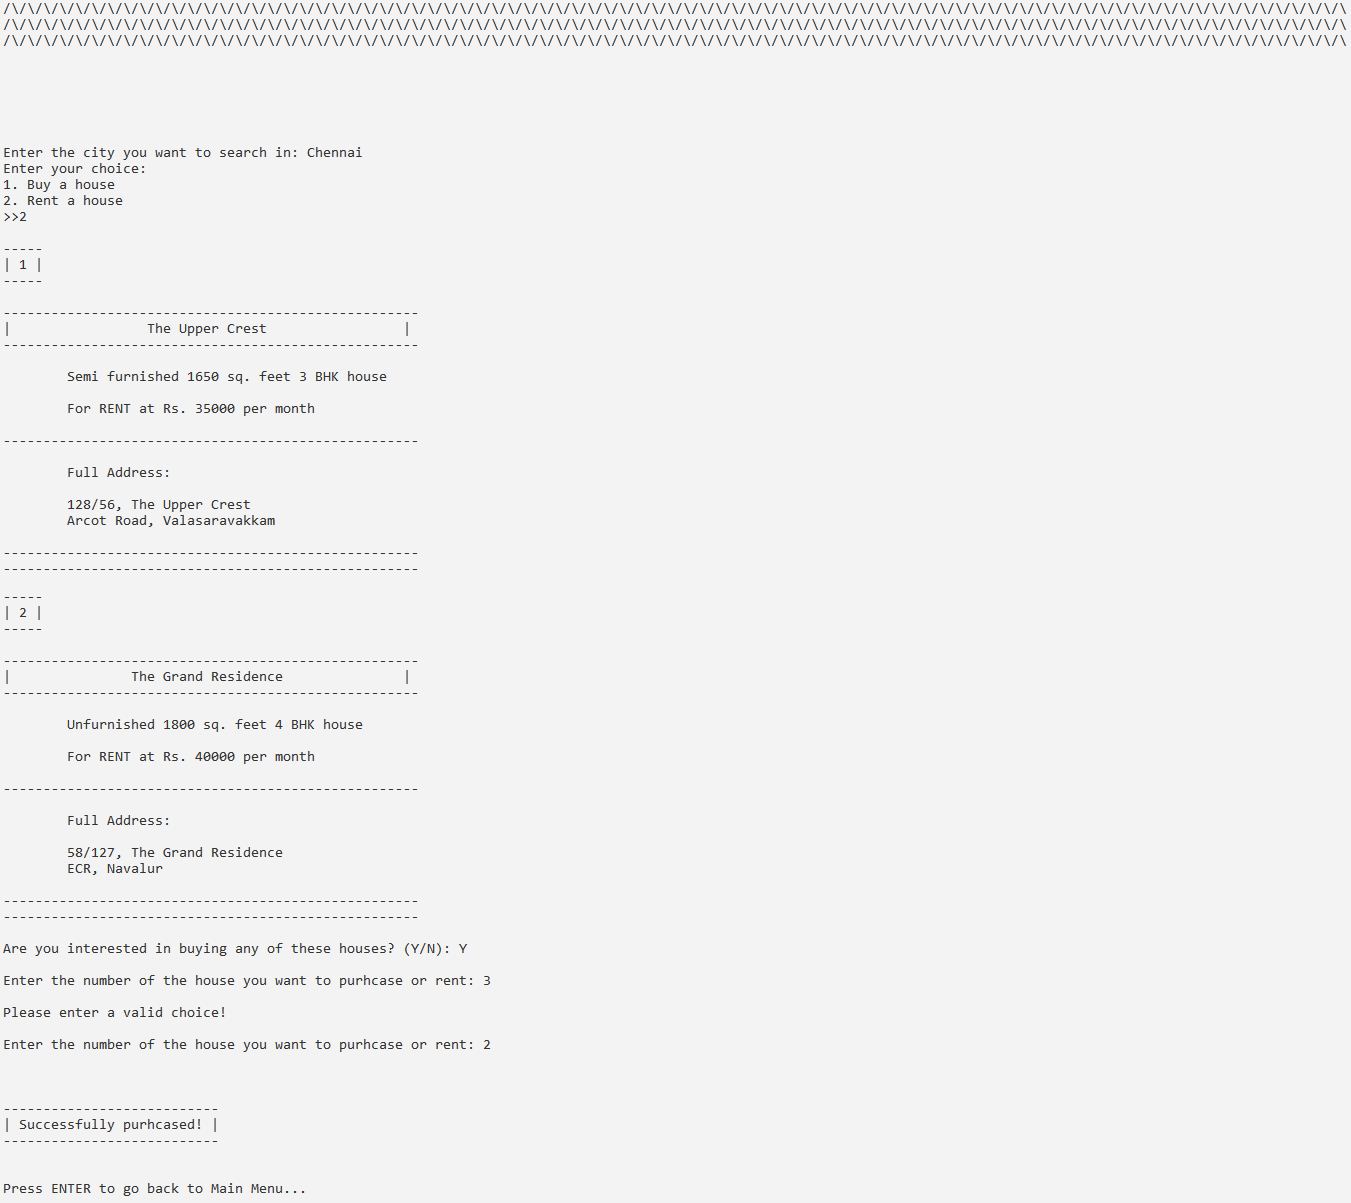 /\/\/\/\/\/\/\/\/\/\/\/\/\/\/\/\/\/\/\/\/\/\/\/\/\/\/\/\/\/\/\/\/\/\/\/\/\/\/\/\/\/\/\/\/\/\/\/\/\/\/\/\/\/\/\/\/\/\/\/\/\/\/\/\/\/\/\/\/\/\/\/\/\/\/\/\/\/\/\/\/\/\/\/\
/\/\/\/\/\/\/\/\/\/\/\/\/\/\/\/\/\/\/\/\/\/\/\/\/\/\/\/\/\/\/\/\/\/\/\/\/\/\/\/\/\/\/\/\/\/\/\/\/\/\/\/\/\/\/\/\/\/\/\/\/\/\/\/\/\/\/\/\/\/\/\/\/\/\/\/\/\/\/\/\/\/\/\/\
/\/\/\/\/\/\/\/\/\/\/\/\/\/\/\/\/\/\/\/\/\/\/\/\/\/\/\/\/\/\/\/\/\/\/\/\/\/\/\/\/\/\/\/\/\/\/\/\/\/\/\/\/\/\/\/\/\/\/\/\/\/\/\/\/\/\/\/\/\/\/\/\/\/\/\/\/\/\/\/\/\/\/\/\
Enter the city you want to search in: Chennai
Enter your choice:
1. Buy a house
2. Rent a house
>>2
-----
| 1 |
-----
----------------------------------------------------
|                 The Upper Crest                 |
----------------------------------------------------
Semi furnished 1650 sq. feet 3 BHK house
For RENT at Rs. 35000 per month
----------------------------------------------------
Full Address:
128/56, The Upper Crest
Arcot Road, Valasaravakkam
----------------------------------------------------
----------------------------------------------------
-----
| 2 |
-----
----------------------------------------------------
|               The Grand Residence               |
----------------------------------------------------
Unfurnished 1800 sq. feet 4 BHK house
For RENT at Rs. 40000 per month
----------------------------------------------------
Full Address:
58/127, The Grand Residence
ECR, Navalur
----------------------------------------------------
----------------------------------------------------
Are you interested in buying any of these houses? (Y/N): Y
Enter the number of the house you want to purhcase or rent: 3
Please enter a valid choice!
Enter the number of the house you want to purhcase or rent: 2
---------------------------
| Successfully purhcased! |
---------------------------
Press ENTER to go back to Main Menu...